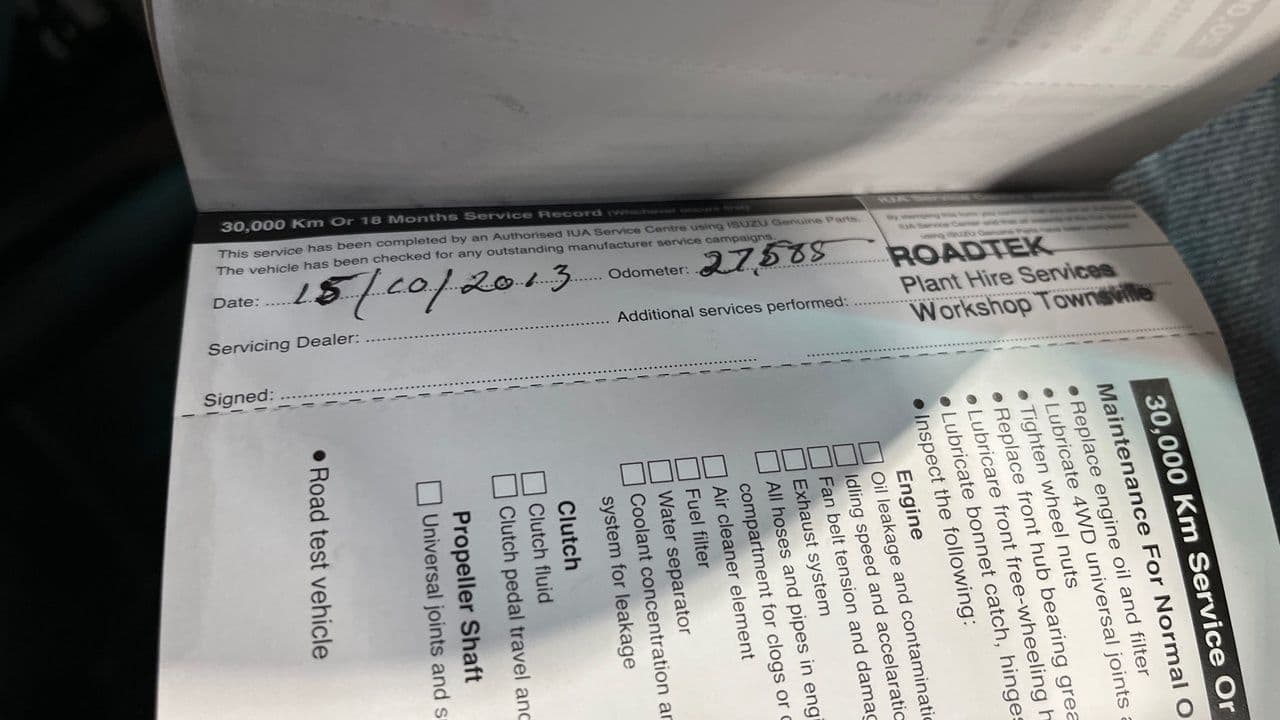 30,000 Km Or 18 Months Service Record
This service has been completed by an Authorised IUA Service Centre using ISUZU Genuine Parts.
The vehicle has been checked for any outstanding manufacturer service campaigns.
Date: 15/10/2013 Odometer:
Servicing Dealer: Additional services performed:
Signed:
ROADTEK
Plant Hire Services
Workshop Townsville
30,000 Km Service Or
Maintenance For Normal O
• Replace engine oil and filter
• Lubricate 4WD universal joints
• Tighten wheel nuts
• Replace front hub bearing grea
• Lubricare front free-wheeling h
• Lubricate bonnet catch, hinges
• Inspect the following:
Engine
Oil leakage and contaminati
Idling speed and accelaratio
Fan belt tension and damag
Exhaust system
All hoses and pipes in engi
compartment for clogs or
Air cleaner element
Fuel filter
Water separator
Coolant concentration an
system for leakage
Clutch
Clutch fluid
Clutch pedal travel and
Propeller Shaft
Universal joints and s
• Road test vehicle